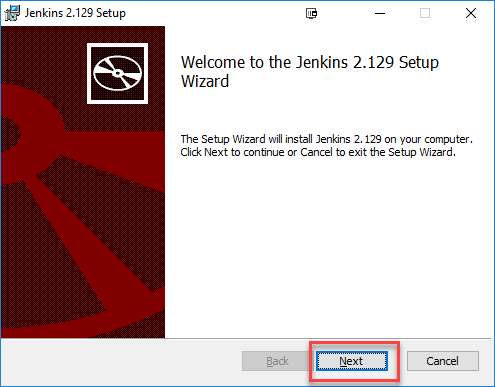 Jenkins 2.129 Setup
Welcome to the Jenkins 2.129 Setup
Wizard
The Setup Wizard will install Jenkins 2.129 on your computer.
Click Next to continue or Cancel to exit the Setup Wizard.
Back Next Cancel